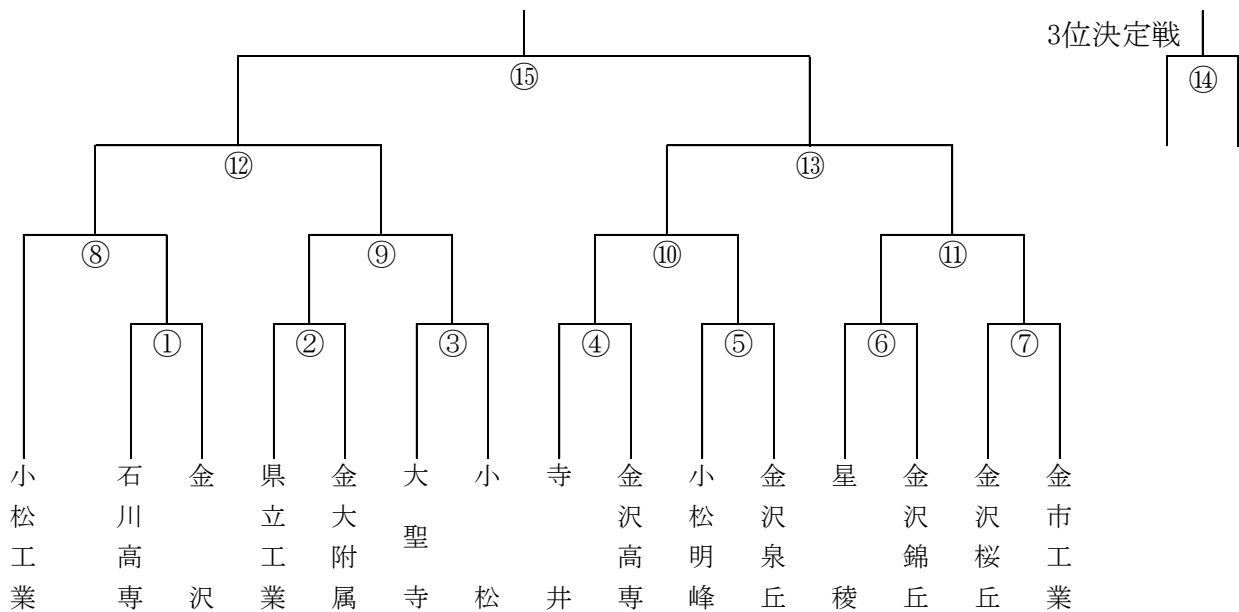 3位決定戦
⑮
⑭
⑫
⑬
⑧
⑨
⑩
⑪
①
②
③
④
⑤
⑥
⑦
小松工業
石川高専
金沢
県立工業
金大附属
大聖寺
小松
寺井
金沢高専
小松明峰
金沢泉丘
星稜
金沢錦丘
金沢桜丘
金市工業